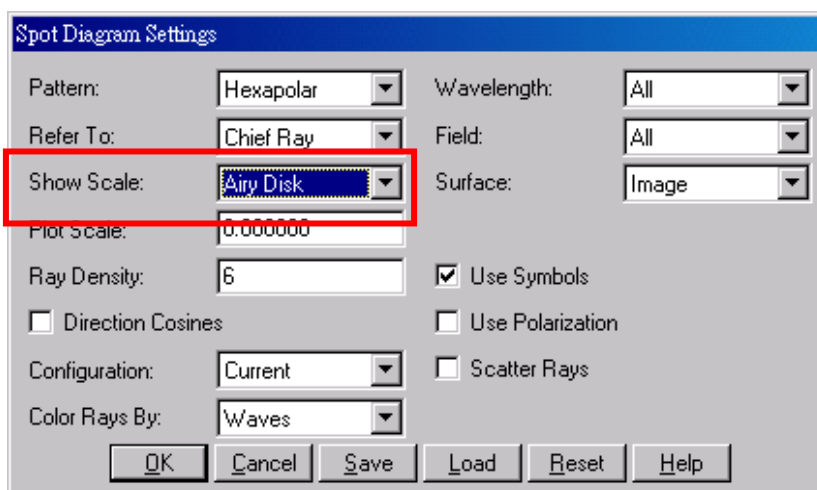 Spot Diagram Settings
Pattern: Hexapolar Wavelength: All
Refer To: Chief Ray Field: All
Show Scale: Airy Disk Surface: Image
Plot Scale: 0.000000
Ray Density: 6 Use Symbols
Direction Cosines Use Polarization
Configuration: Current Scatter Rays
Color Rays By: Waves
OK Cancel Save Load Reset Help